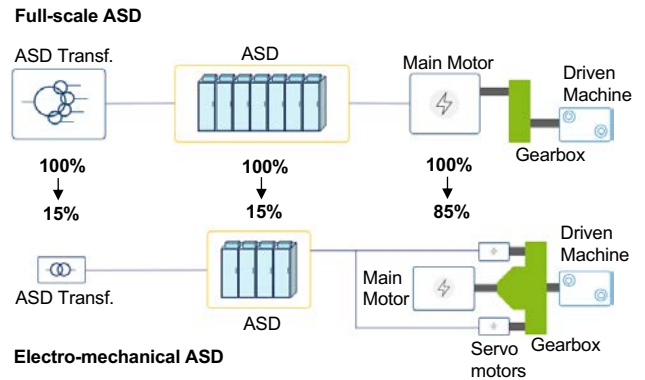 Full-scale ASD
ASD Transf.
ASD
Main Motor
Driven
Machine
Gearbox
100%
100%
100%
15%
15%
85%
ASD Transf.
ASD
Main
Motor
Driven
Machine
Servo
motors
Gearbox
Electro-mechanical ASD